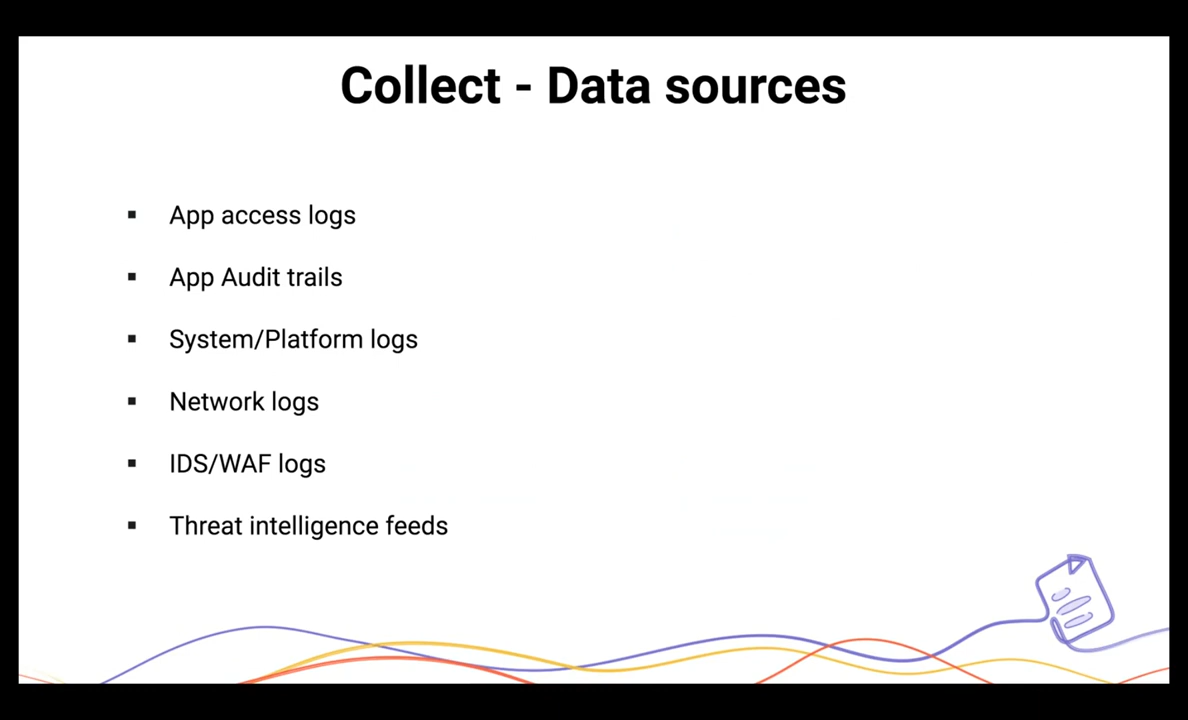 Collect - Data sources
▪ App access logs
▪ App Audit trails
▪ System/Platform logs
▪ Network logs
▪ IDS/WAF logs
▪ Threat intelligence feeds